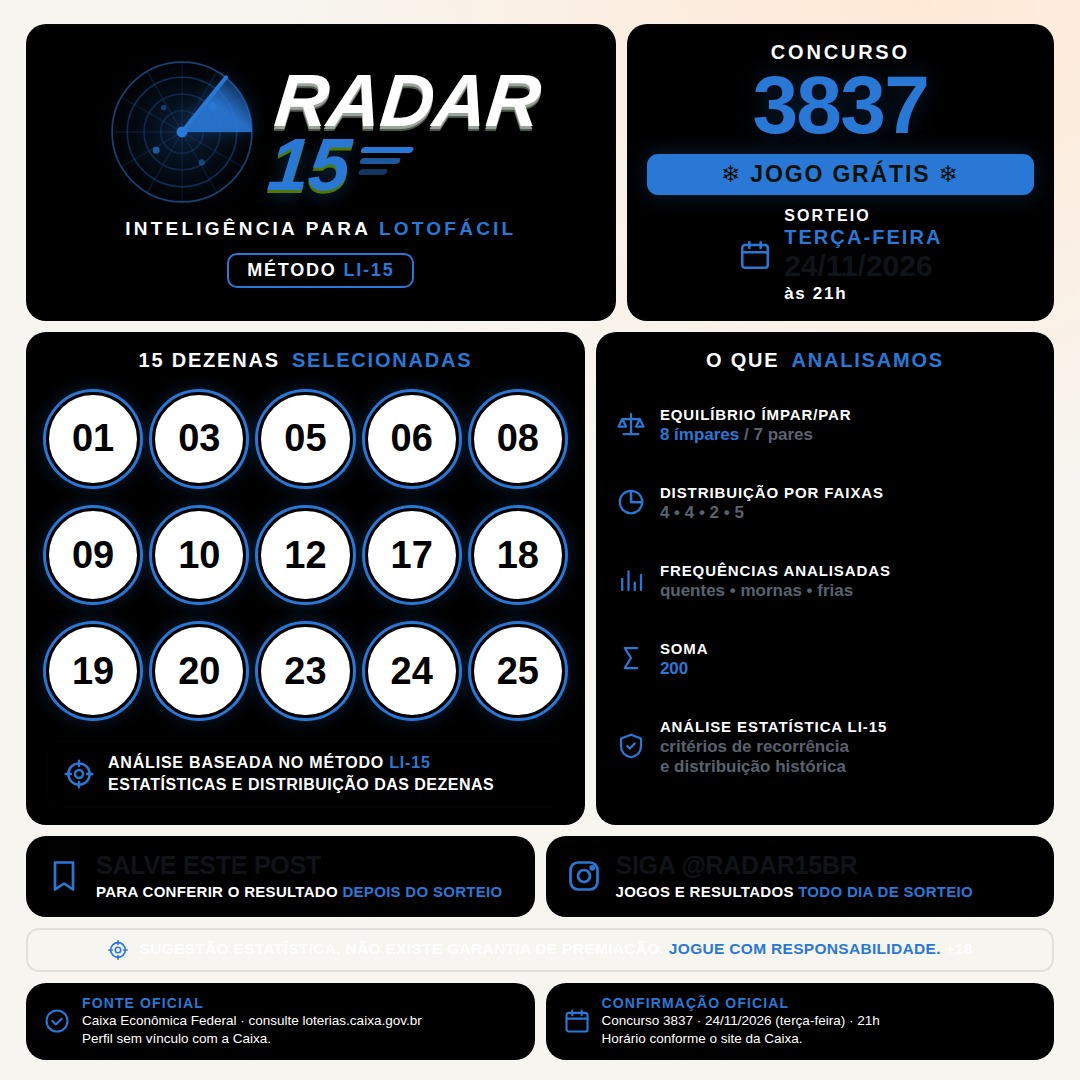 RADAR
15
INTELIGÊNCIA PARA LOTOFÁCIL
MÉTODO LI-15
CONCURSO
3837
❄ JOGO GRÁTIS ❄
SORTEIO
TERÇA-FEIRA
24/11/2026
às 21h
15 DEZENAS SELECIONADAS
01 03 05 06 08
09 10 12 17 18
19 20 23 24 25
ANÁLISE BASEADA NO MÉTODO LI-15
ESTATÍSTICAS E DISTRIBUIÇÃO DAS DEZENAS
O QUE ANALISAMOS
EQUILÍBRIO ÍMPAR/PAR
8 ímpares / 7 pares
DISTRIBUIÇÃO POR FAIXAS
4 • 4 • 2 • 5
FREQUÊNCIAS ANALISADAS
quentes • mornas • frias
SOMA
200
ANÁLISE ESTATÍSTICA LI-15
critérios de recorrência
e distribuição histórica
SALVE ESTE POST
PARA CONFERIR O RESULTADO DEPOIS DO SORTEIO
SIGA @RADAR15BR
JOGOS E RESULTADOS TODO DIA DE SORTEIO
SUGESTÃO ESTATÍSTICA. NÃO EXISTE GARANTIA DE PREMIAÇÃO. JOGUE COM RESPONSABILIDADE. +18
FONTE OFICIAL
Caixa Econômica Federal · consulte loterias.caixa.gov.br
Perfil sem vínculo com a Caixa.
CONFIRMAÇÃO OFICIAL
Concurso 3837 · 24/11/2026 (terça-feira) · 21h
Horário conforme o site da Caixa.